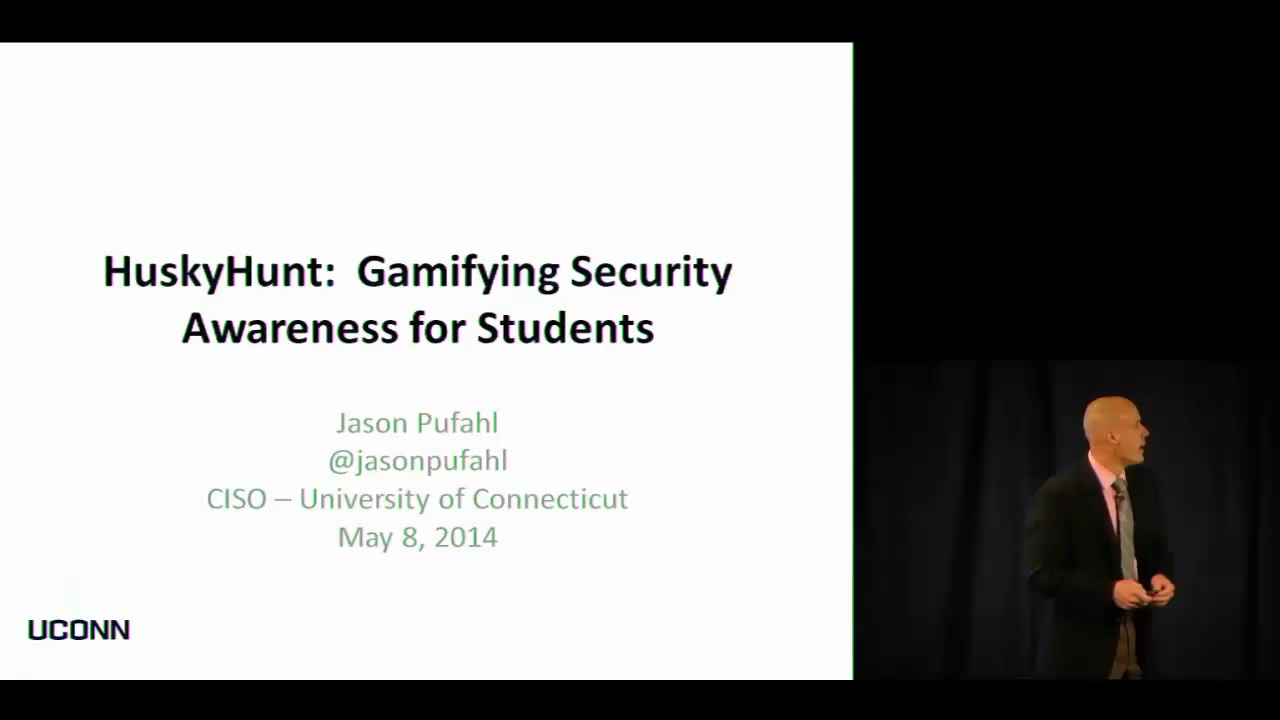 HuskyHunt: Gamifying Security
Awareness for Students
Jason Pufahl
@jasonpufahl
CISO – University of Connecticut
May 8, 2014
UCONN